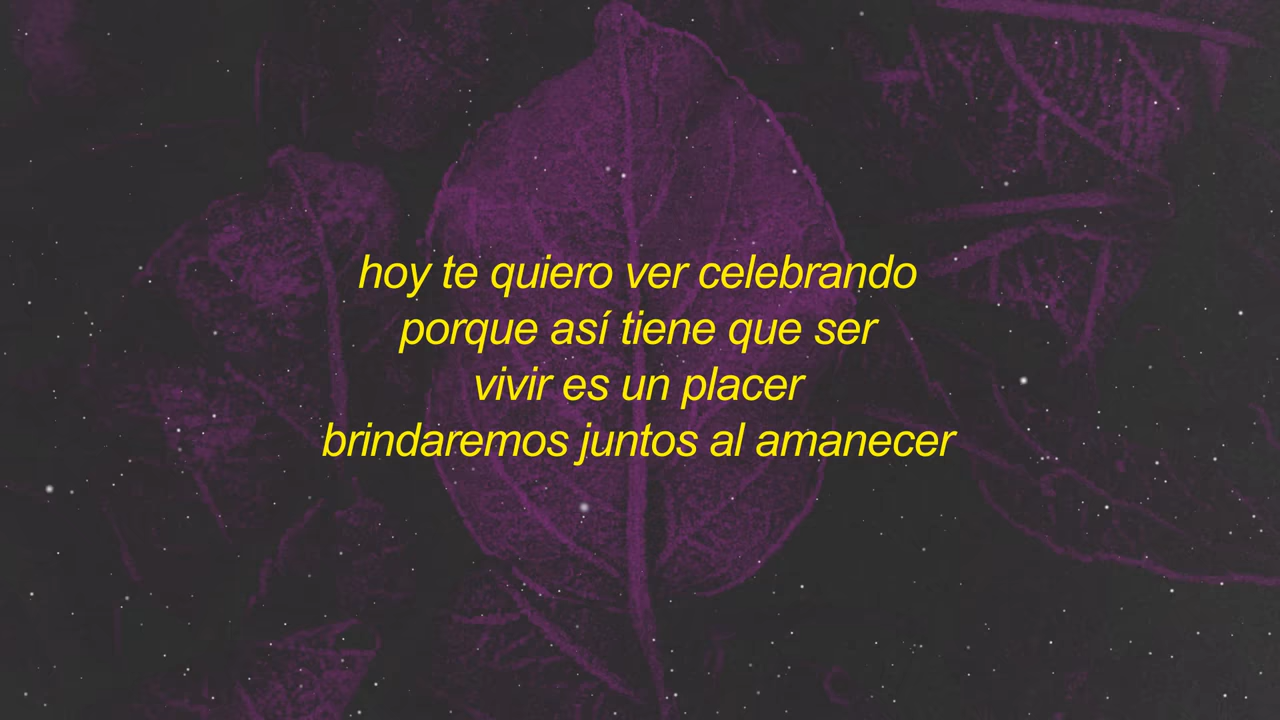 hoy te quiero ver celebrando
porque así tiene que ser
vivir es un placer
brindaremos juntos al amanecer